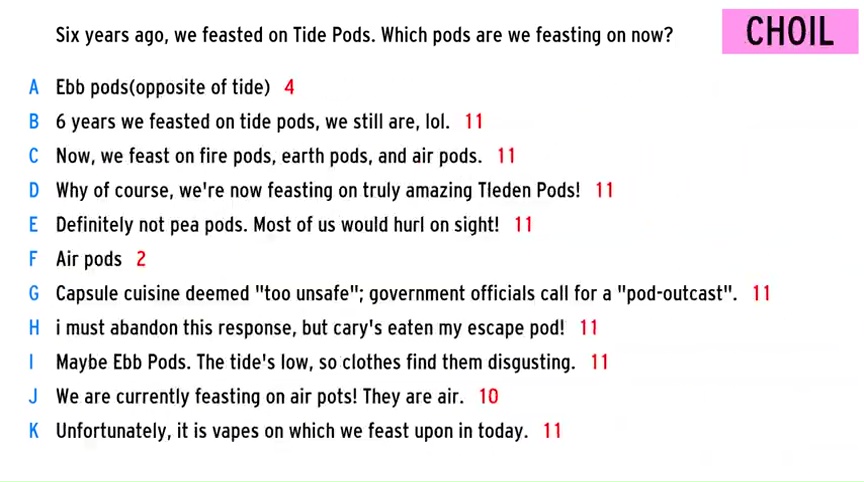 Six years ago, we feasted on Tide Pods. Which pods are we feasting on now?
CHOIL
A Ebb pods(opposite of tide) 4
B 6 years we feasted on tide pods, we still are, lol. 11
C Now, we feast on fire pods, earth pods, and air pods. 11
D Why of course, we're now feasting on truly amazing Tleden Pods! 11
E Definitely not pea pods. Most of us would hurl on sight! 11
F Air pods 2
G Capsule cuisine deemed "too unsafe"; government officials call for a "pod-outcast". 11
H i must abandon this response, but cary's eaten my escape pod! 11
I Maybe Ebb Pods. The tide's low, so clothes find them disgusting. 11
J We are currently feasting on air pots! They are air. 10
K Unfortunately, it is vapes on which we feast upon in today. 11